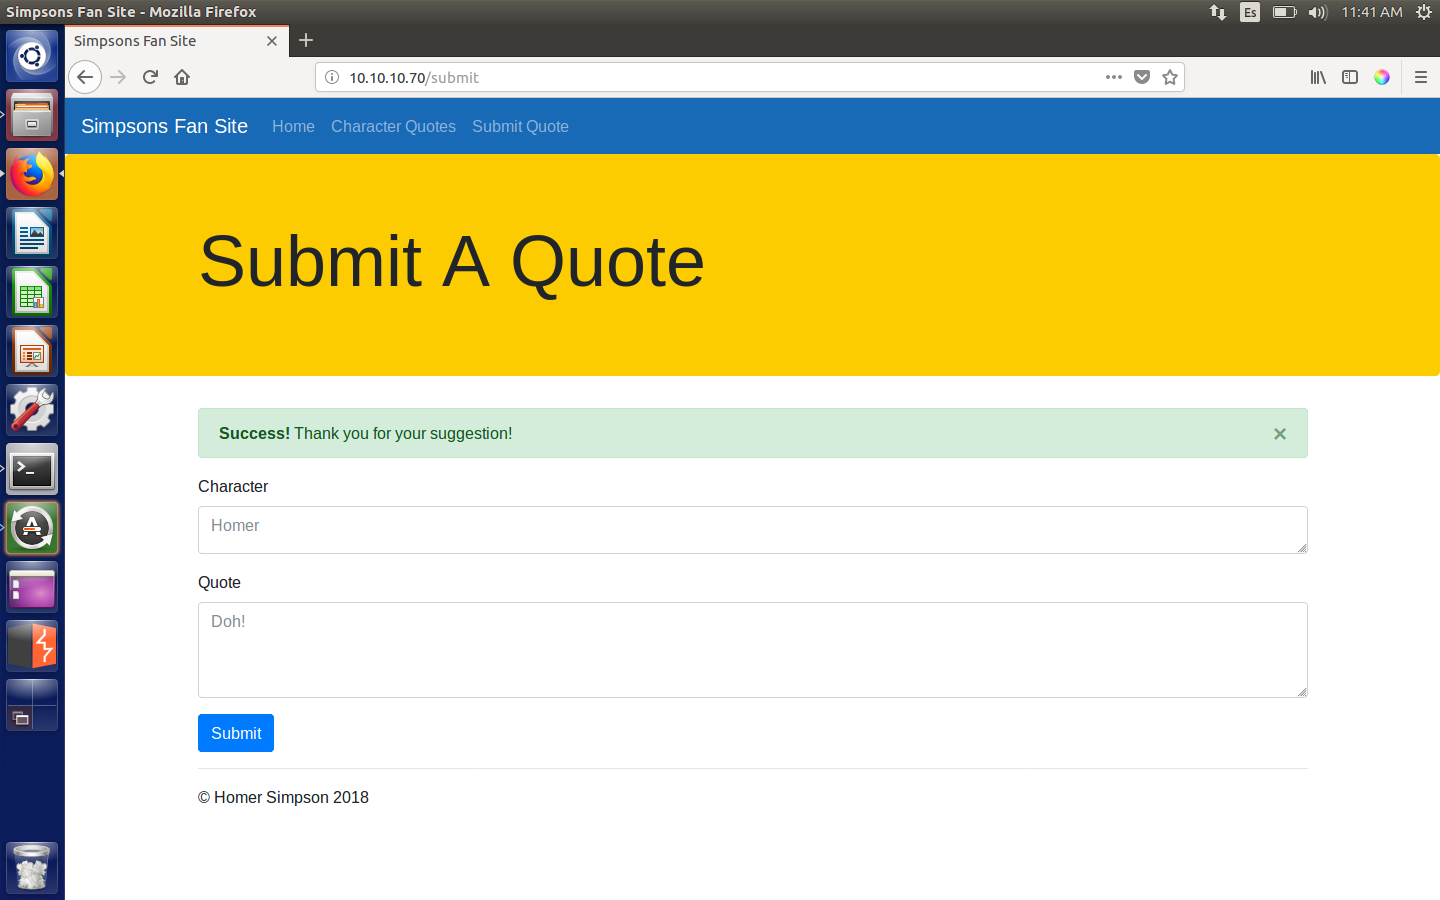 Simpsons Fan Site - Mozilla Firefox
Es
11:41 AM
Simpsons Fan Site
10.10.10.70/submit
Simpsons Fan Site Home Character Quotes Submit Quote
Submit A Quote
Success! Thank you for your suggestion!
Character
Homer
Quote
Doh!
Submit
© Homer Simpson 2018